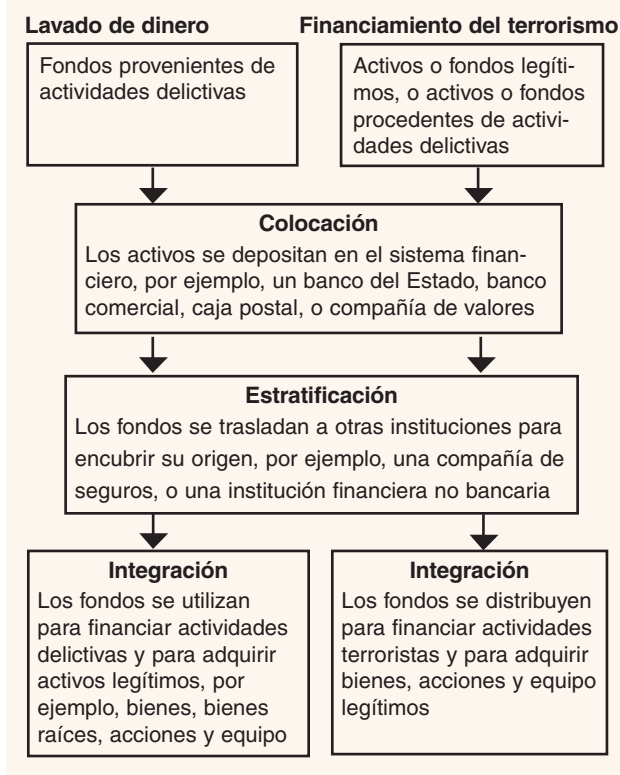 Lavado de dinero
Financiamiento del terrorismo
Fondos provenientes de
actividades delictivas
Activos o fondos legíti-
mos, o activos o fondos
procedentes de activi-
dades delictivas
Colocación
Los activos se depositan en el sistema finan-
ciero, por ejemplo, un banco del Estado, banco
comercial, caja postal, o compañía de valores
Estratificación
Los fondos se trasladan a otras instituciones para
encubrir su origen, por ejemplo, una compañía de
seguros, o una institución financiera no bancaria
Integración
Los fondos se utilizan
para financiar actividades
delictivas y para adquirir
activos legítimos, por
ejemplo, bienes, bienes
raíces, acciones y equipo
Integración
Los fondos se distribuyen
para financiar actividades
terroristas y para adquirir
bienes, acciones y equipo
legítimos